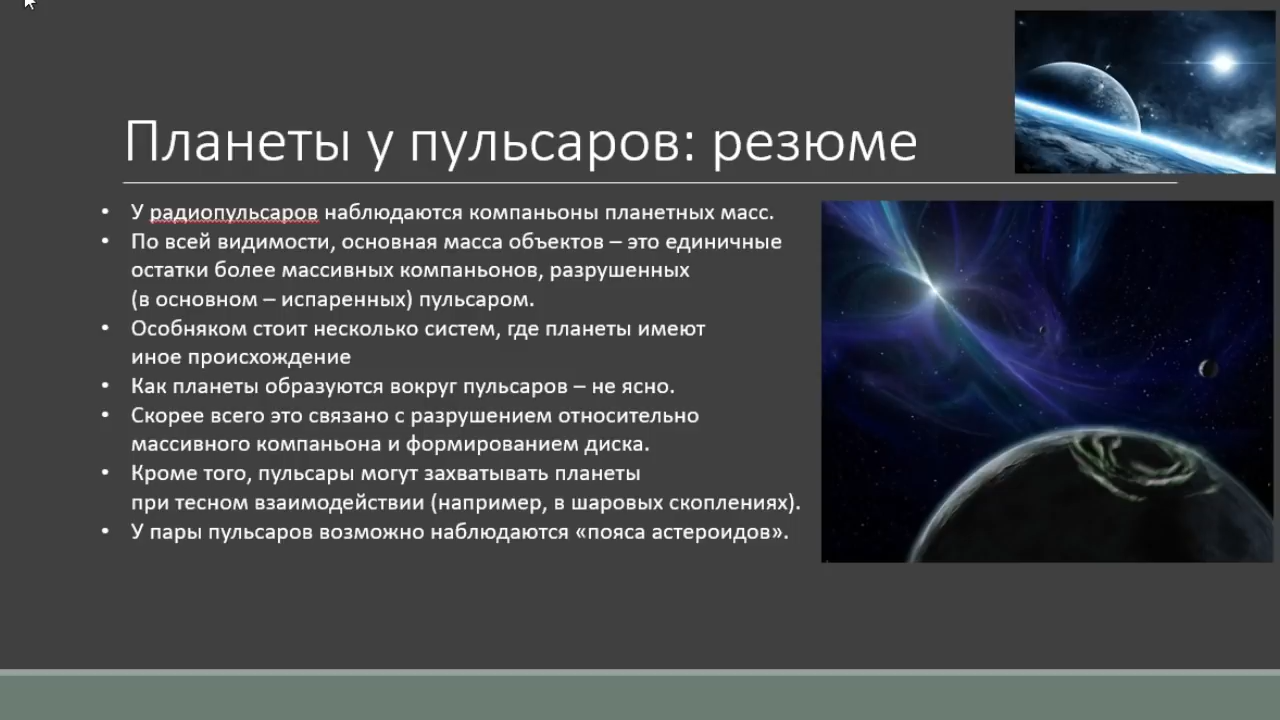 Планеты у пульсаров: резюме
• У радиопульсаров наблюдаются компаньоны планетных масс.
• По всей видимости, основная масса объектов – это единичные
остатки более массивных компаньонов, разрушенных
(в основном – испаренных) пульсаром.
• Особняком стоит несколько систем, где планеты имеют
иное происхождение
• Как планеты образуются вокруг пульсаров – не ясно.
• Скорее всего это связано с разрушением относительно
массивного компаньона и формированием диска.
• Кроме того, пульсары могут захватывать планеты
при тесном взаимодействии (например, в шаровых скоплениях).
• У пары пульсаров возможно наблюдаются «пояса астероидов».